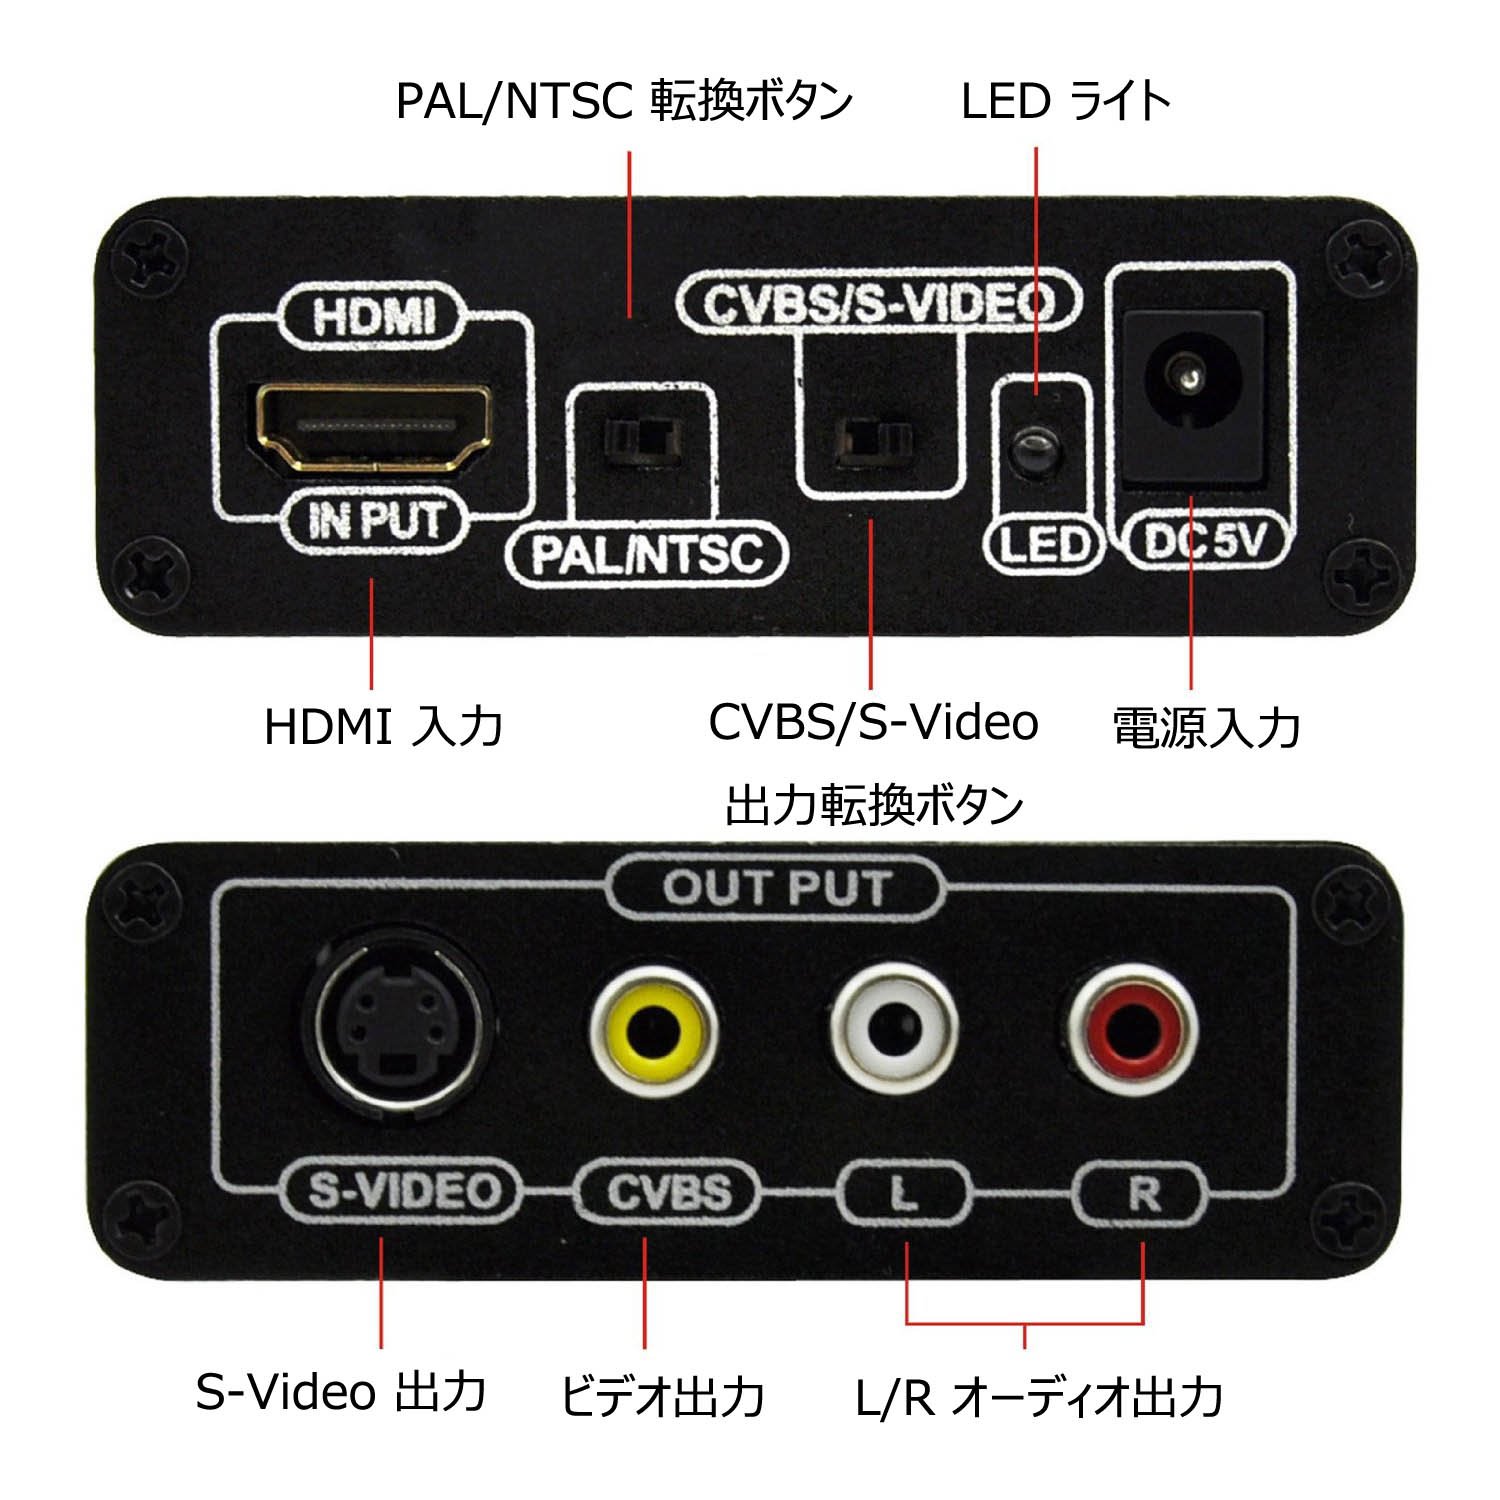 PAL/NTSC 転換ボタン
LED ライト
HDMI
CVBS/S-VIDEO
IN PUT
PAL/NTSC
LED
DC5V
HDMI 入力
CVBS/S-Video
出力転換ボタン
電源入力
OUT PUT
S-VIDEO
CVBS
L
R
S-Video 出力
ビデオ出力
L/R オーディオ出力